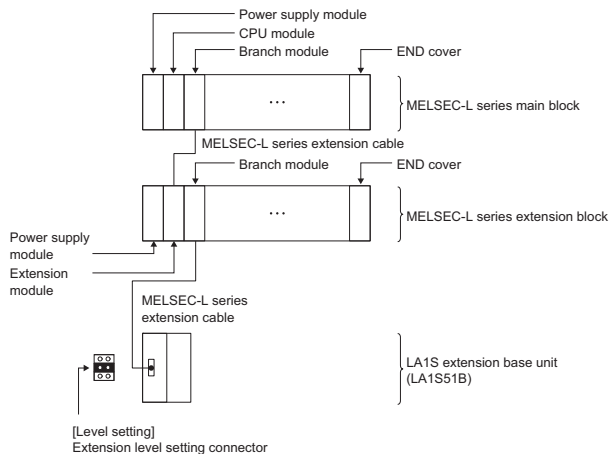 Power supply module
CPU module
Branch module
END cover
...
MELSEC-L series main block
MELSEC-L series extension cable
Branch module
END cover
...
MELSEC-L series extension block
Power supply
module
Extension
module
MELSEC-L series
extension cable
LA1S extension base unit
(LA1S51B)
[Level setting]
Extension level setting connector